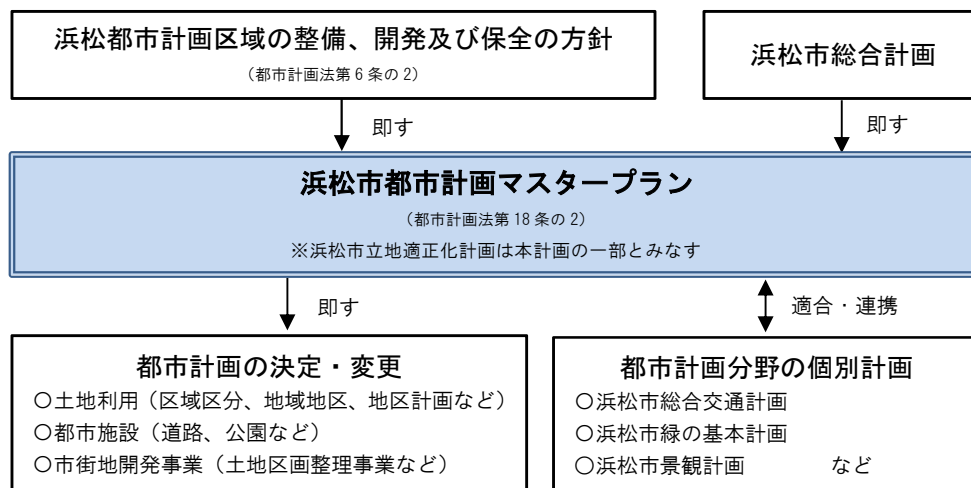 浜松都市計画区域の整備、開発及び保全の方針
（都市計画法第6条の2）
浜松市総合計画
即す
即す
浜松市都市計画マスタープラン
（都市計画法第18条の2）
※浜松市立地適正化計画は本計画の一部とみなす
即す
適合・連携
都市計画の決定・変更
○土地利用（区域区分、地域地区、地区計画など）
○都市施設（道路、公園など）
○市街地開発事業（土地区画整理事業など）
都市計画分野の個別計画
○浜松市総合交通計画
○浜松市緑の基本計画
○浜松市景観計画　　　　など